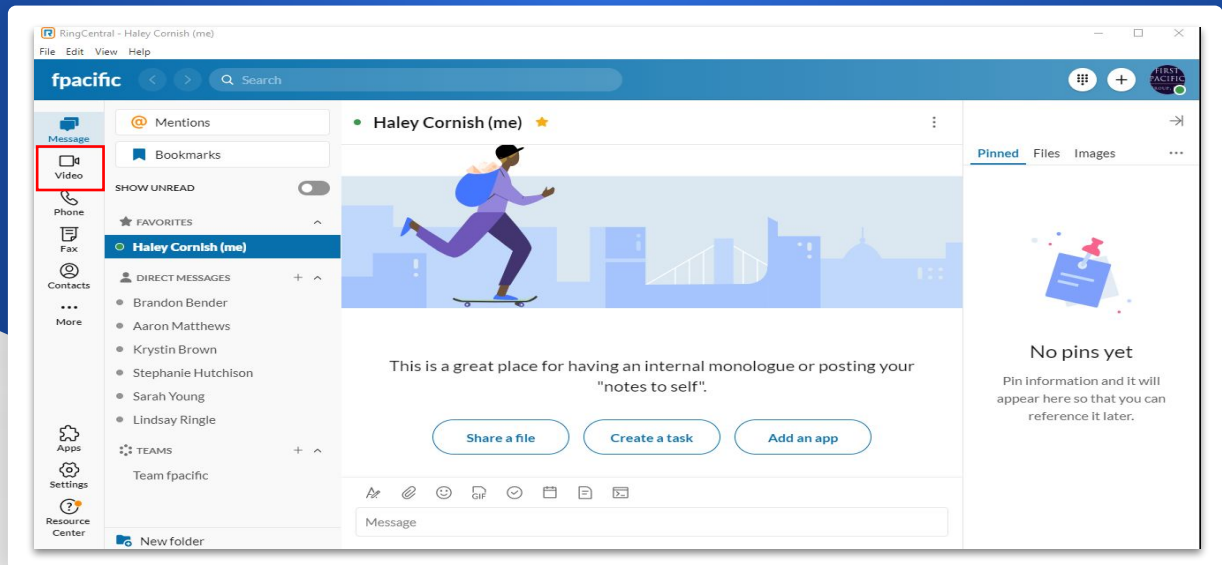 RingCentral - Haley Cornish (me)
File Edit View Help
fpacific
Search
FIRST
PACIFIC
Message
Video
Phone
Fax
Contacts
More
Apps
Settings
Resource
Center
@ Mentions
Bookmarks
SHOW UNREAD
FAVORITES
Haley Cornish (me)
DIRECT MESSAGES
Brandon Bender
Aaron Matthews
Krystin Brown
Stephanie Hutchison
Sarah Young
Lindsay Ringle
TEAMS
Team fpacific
New folder
Haley Cornish (me)
This is a great place for having an internal monologue or posting your
"notes to self".
Share a file Create a task Add an app
GIF
Message
Pinned Files Images
No pins yet
Pin information and it will
appear here so that you can
reference it later.